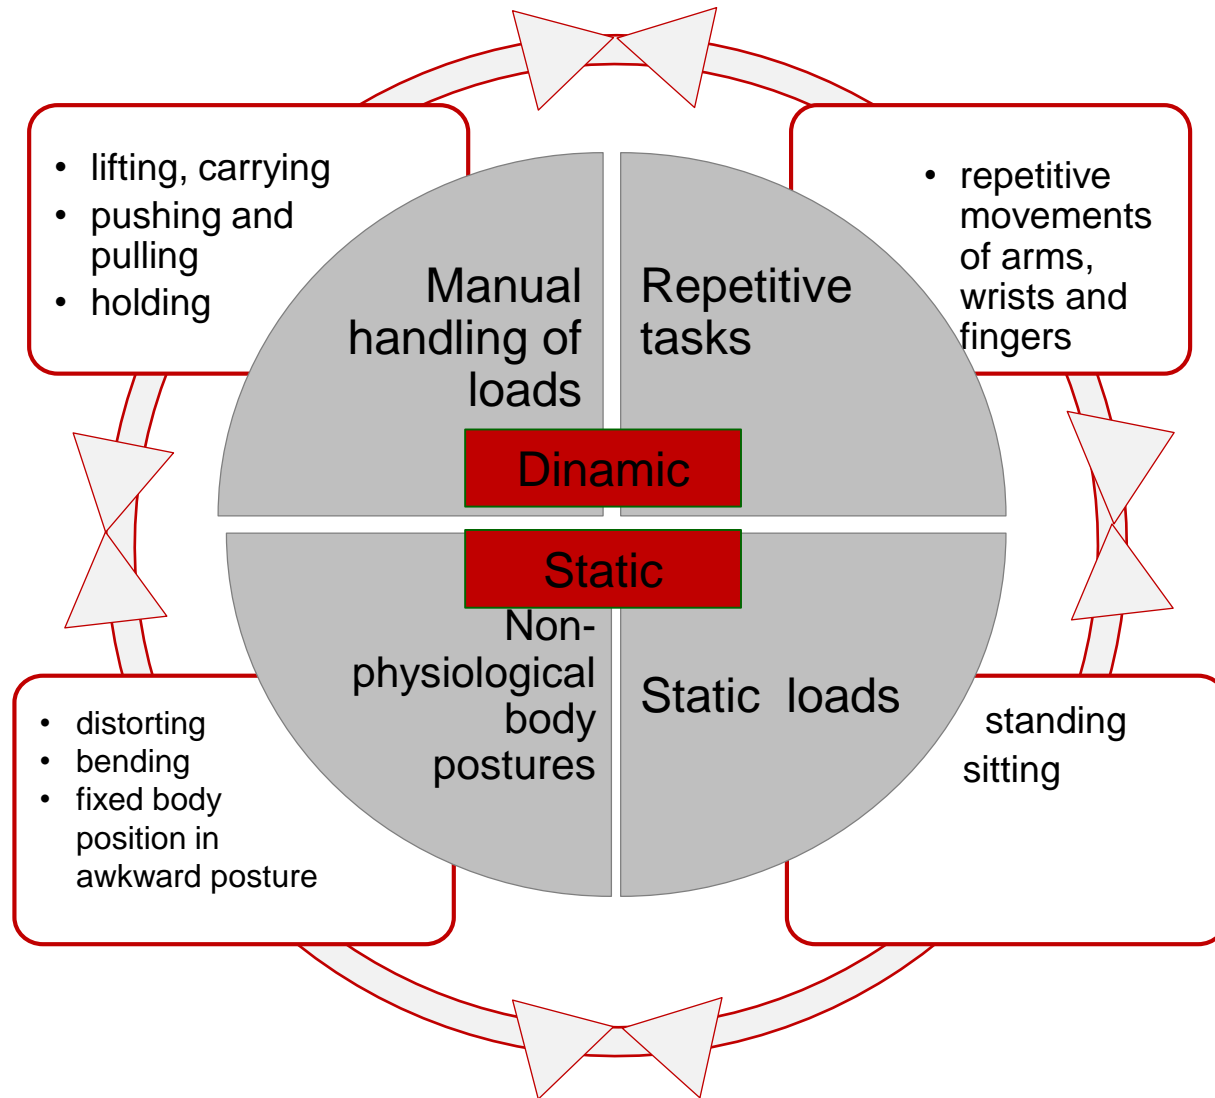 • lifting, carrying
• pushing and
pulling
• holding
• repetitive
movements
of arms,
wrists and
fingers
Manual
handling of
loads
Repetitive
tasks
Dinamic
Static
Non-
physiological
body
postures
Static loads
• distorting
• bending
• fixed body
position in
awkward posture
standing
sitting